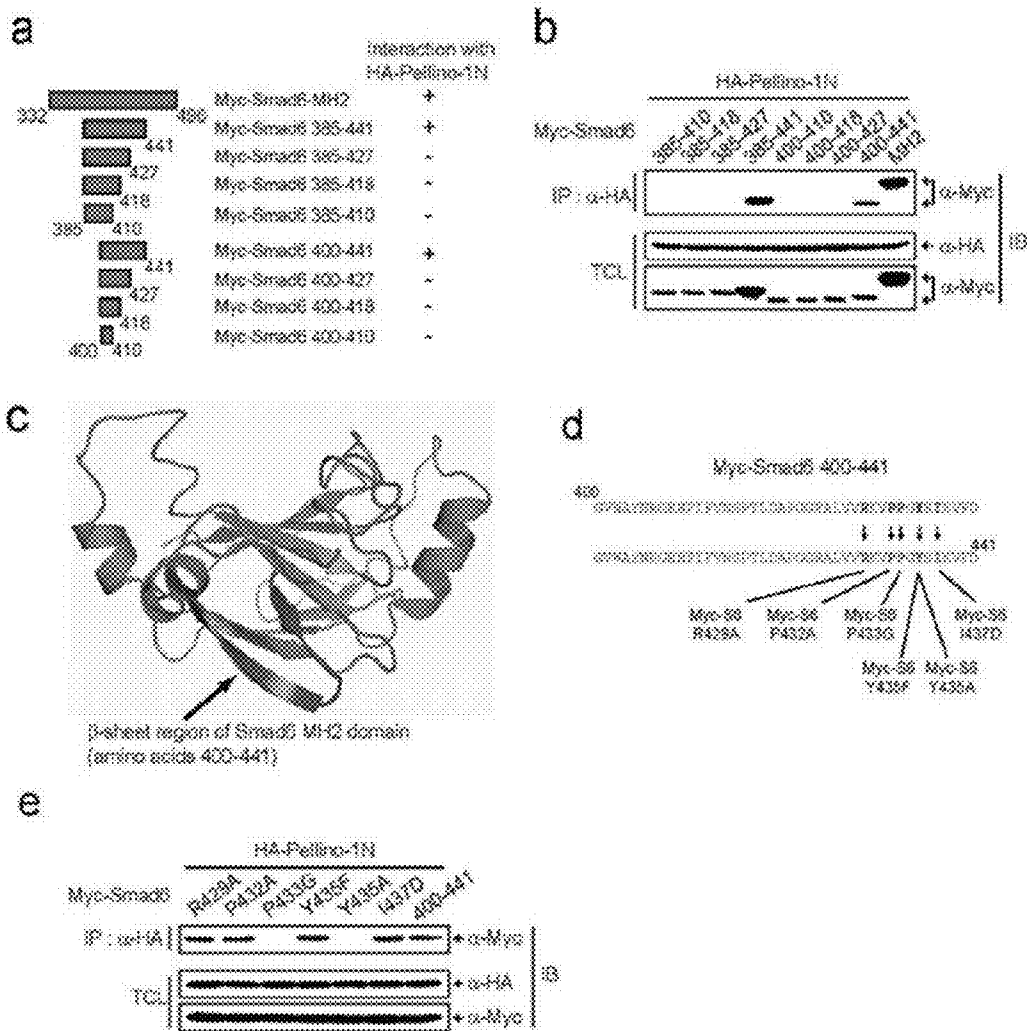 a
Interaction with
HA-Pellino-1N
332
Myc-Smad6-MH2 +
441 Myc-Smad6 385-441 +
427 Myc-Smad6 385-427 -
418 Myc-Smad6 385-418 -
385 410 Myc-Smad6 385-410 -
441 Myc-Smad6 400-441 +
427 Myc-Smad6 400-427 -
418 Myc-Smad6 400-418 -
400 410 Myc-Smad6 400-410 -
b
HA-Pellino-1N
Myc-Smad6 385-410 385-418 385-427 385-441 400-410 400-418 400-427 400-441 MH2
IP : α-HA α-Myc
TCL α-HA
α-Myc
IB
c
β-sheet region of Smad6 MH2 domain
(amino acids 400-441)
d
Myc-Smad6 400-441
400
441
Myc-S6 R429A
Myc-S6 P432A
Myc-S6 P433G
Myc-S6 I437D
Myc-S6 Y435F
Myc-S6 Y435A
e
HA-Pellino-1N
Myc-Smad6 R429A P432A P433G Y435F Y435A I437D 400-441
IP : α-HA α-Myc
TCL α-HA
α-Myc
IB